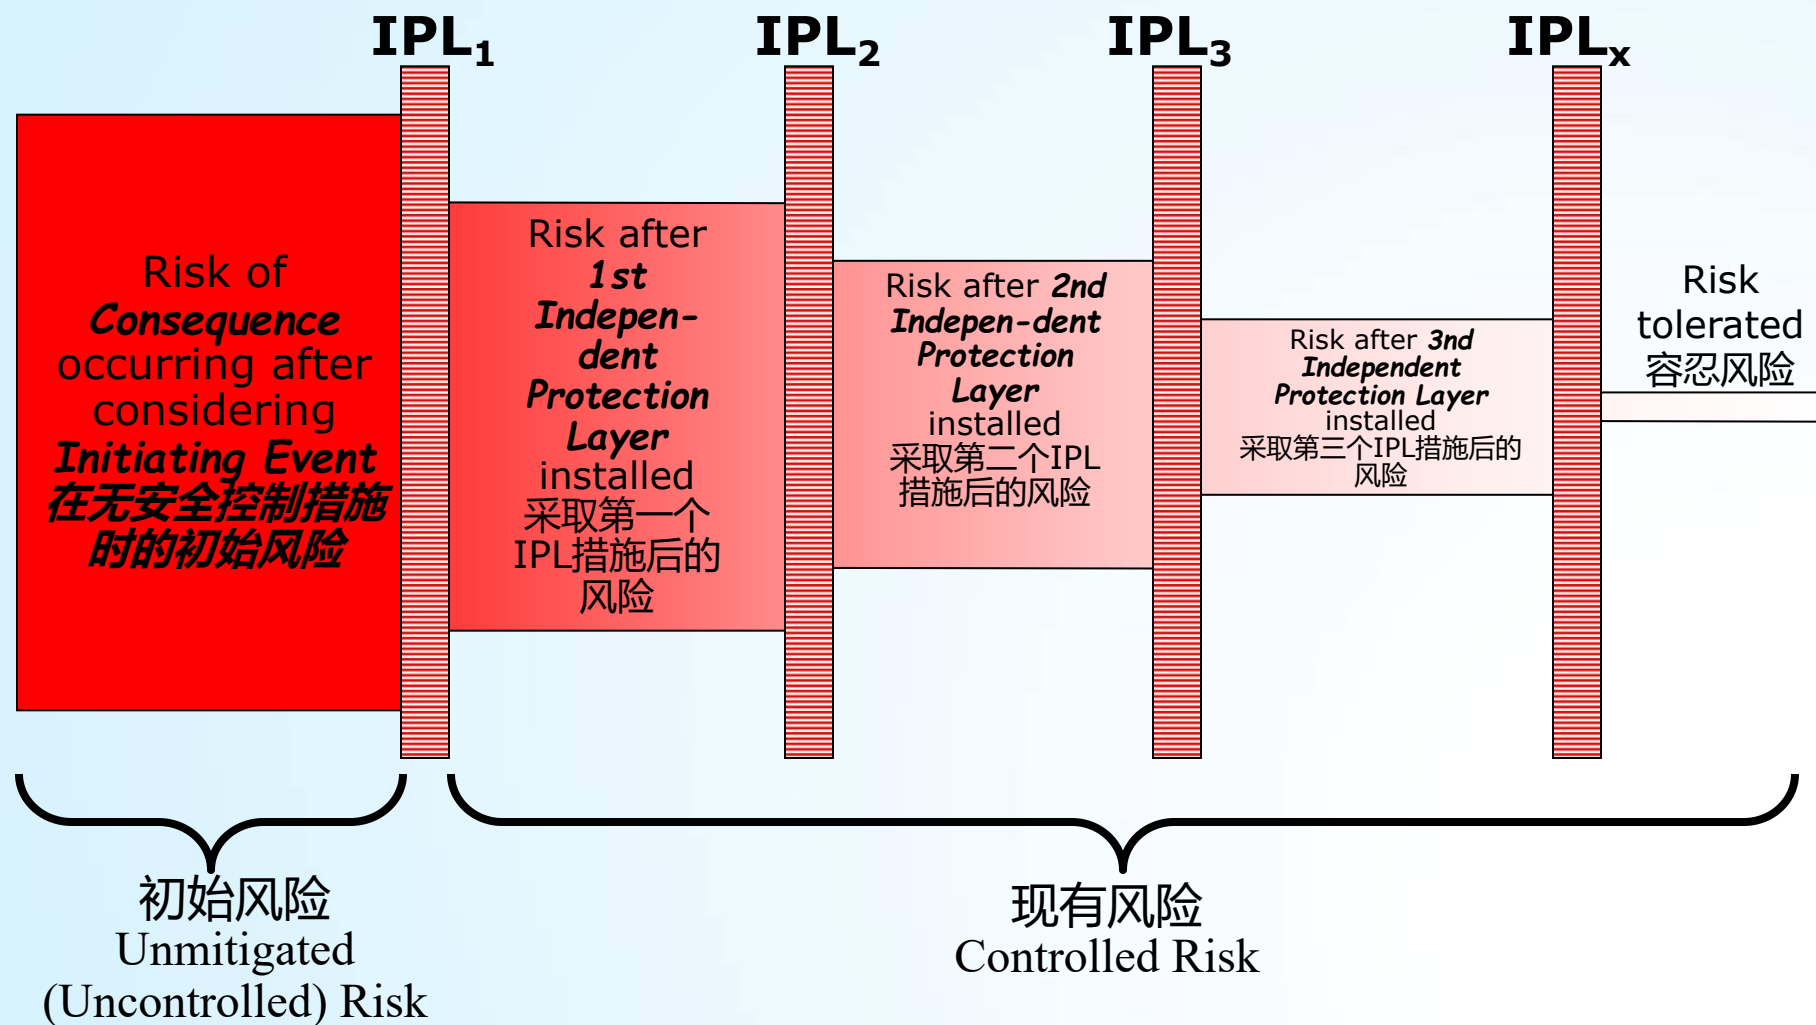 IPL1
IPL2
IPL3
IPLx
Risk of
Consequence
occurring after
considering
Initiating Event
在无安全控制措施
时的初始风险
Risk after
1st
Indepen-
dent
Protection
Layer
installed
采取第一个
IPL措施后的
风险
Risk after 2nd
Indepen-dent
Protection
Layer
installed
采取第二个IPL
措施后的风险
Risk after 3nd
Independent
Protection Layer
installed
采取第三个IPL措施后的
风险
Risk
tolerated
容忍风险
初始风险
Unmitigated
(Uncontrolled) Risk
现有风险
Controlled Risk